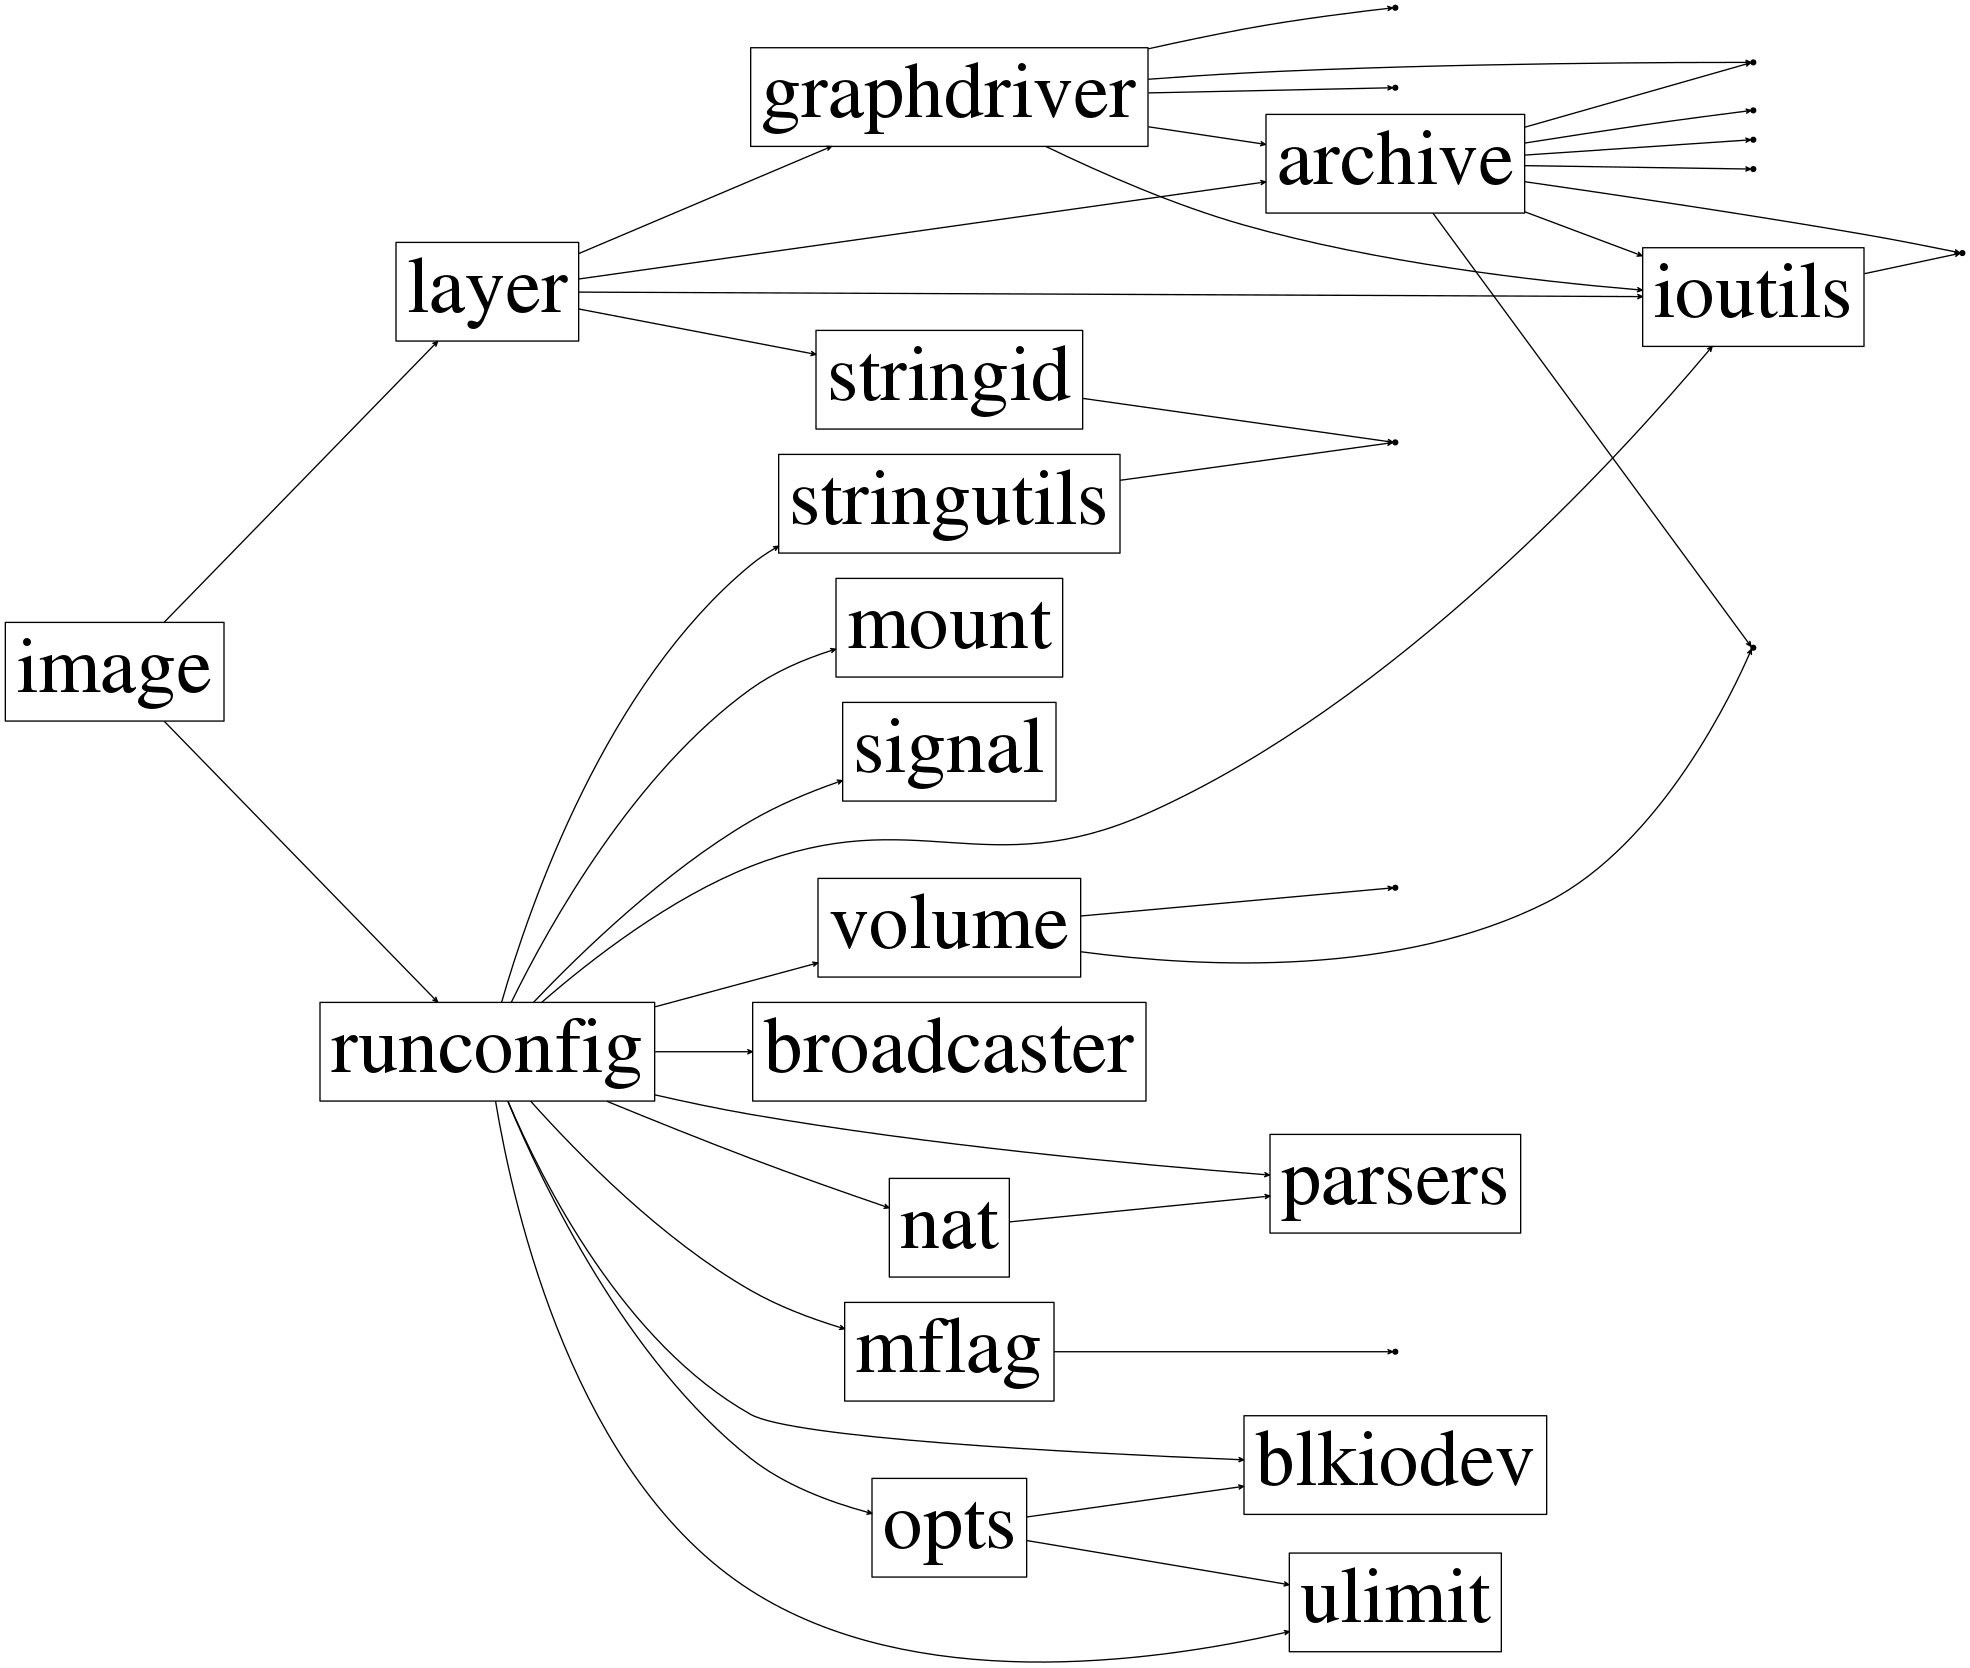 graphdriver
archive
layer
ioutils
stringid
stringutils
mount
image
signal
volume
runconfig
broadcaster
parsers
nat
mflag
blkiodev
opts
ulimit